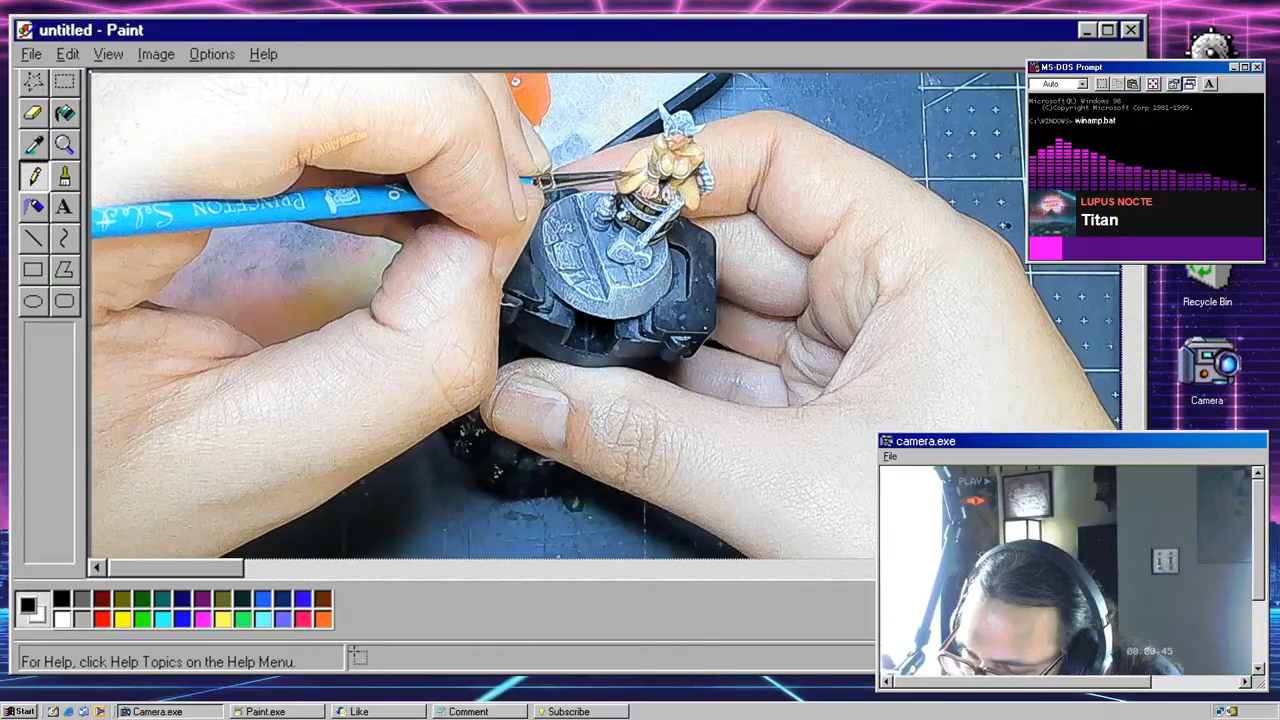 untitled - Paint
File Edit View Image Options Help
PRINCETON Select
For Help, click Help Topics on the Help Menu.
MS-DOS Prompt
Auto
A
Microsoft(R) Windows 98
(C)Copyright Microsoft Corp 1981-1999.
C:\WINDOWS> winamp.bat
LUPUS NOCTE
Titan
Recycle Bin
Camera
camera.exe
File
PLAY
00:00:45
Start
Camera.exe
Paint.exe
Like
Comment
Subscribe